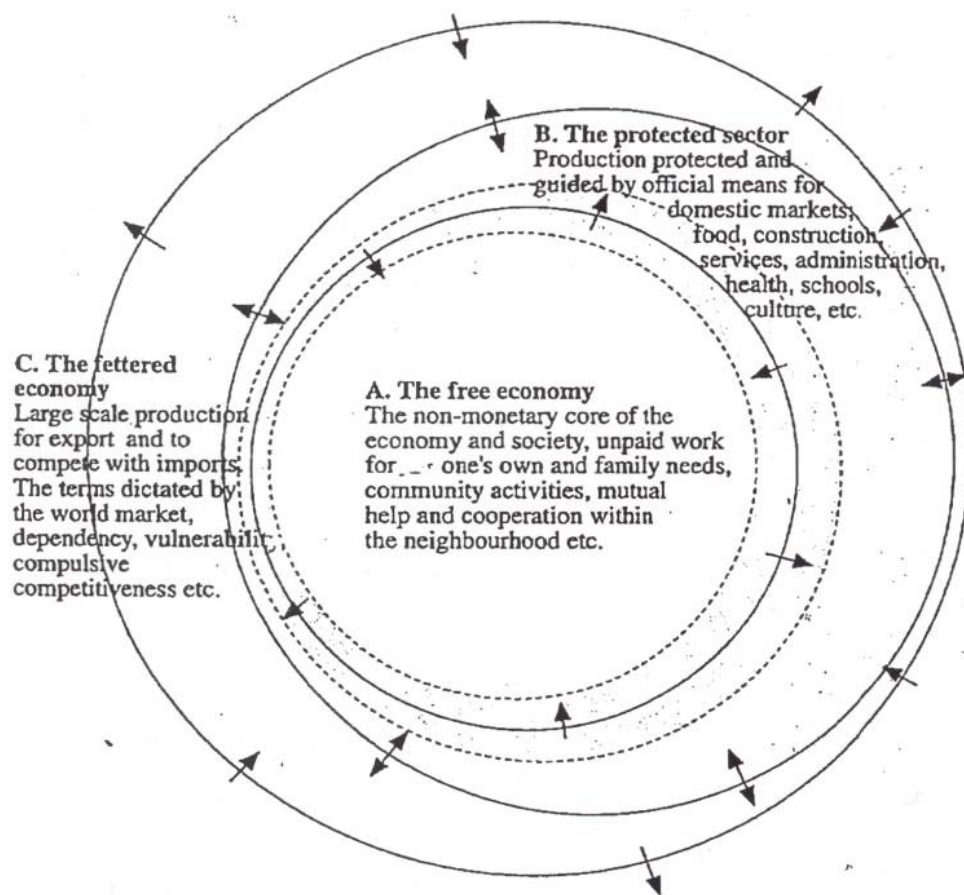 B. The protected sector
Production protected and
guided by official means for
domestic markets;
food, construction,
services, administration,
health, schools,
culture, etc.
C. The fettered
economy
Large scale production
for export and to
compete with imports.
The terms dictated by
the world market,
dependency, vulnerability
compulsive
competitiveness etc.
A. The free economy
The non-monetary core of the
economy and society, unpaid work
for one's own and family needs,
community activities, mutual
help and cooperation within
the neighbourhood etc.